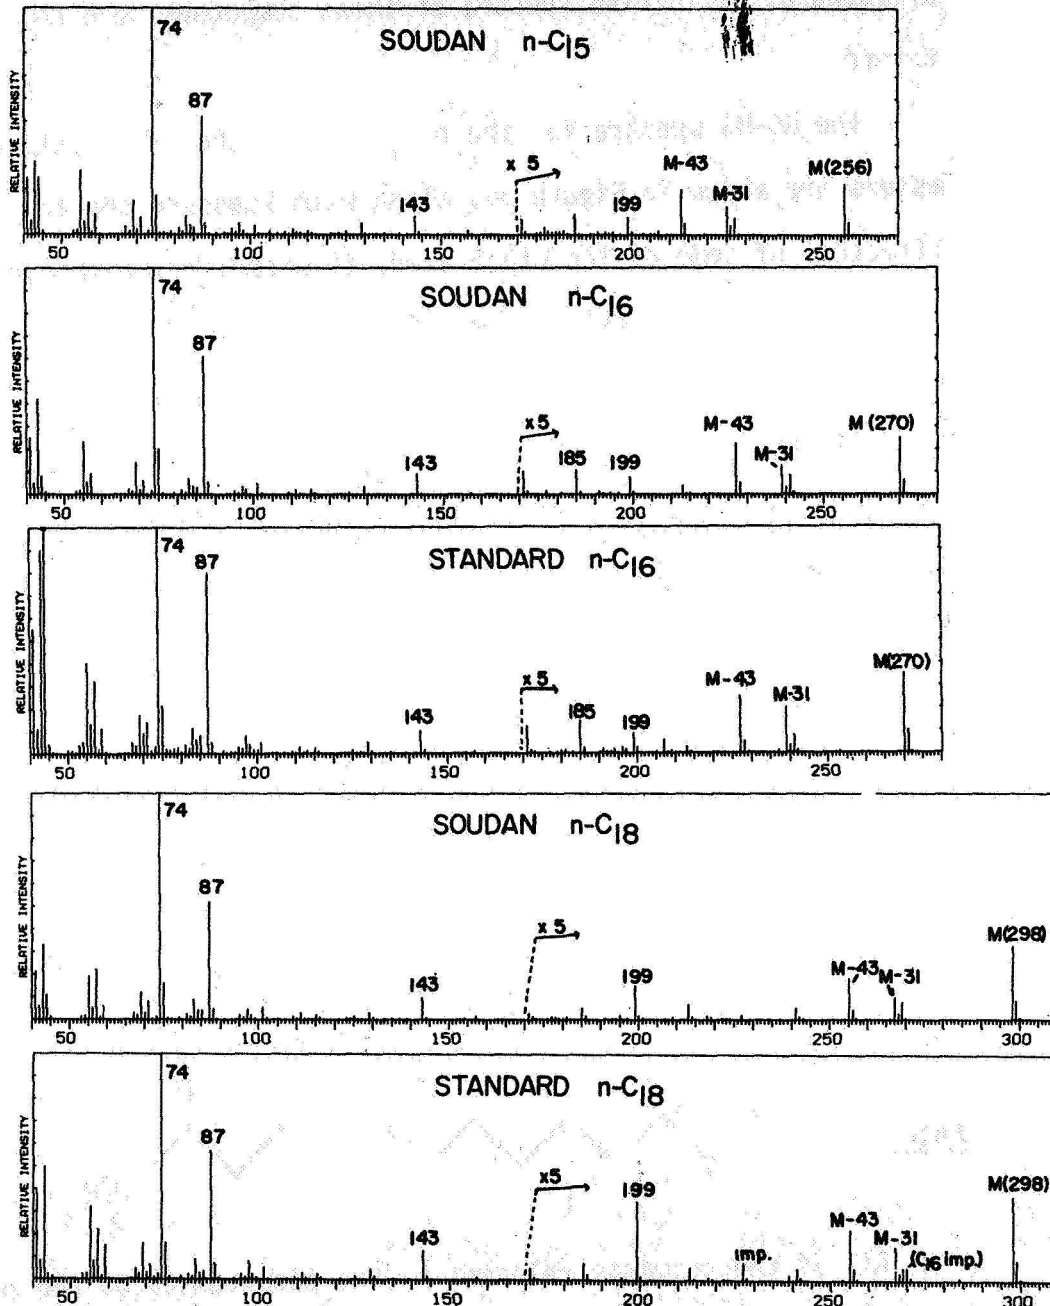 74
SOUDAN n-C15
87
x 5
M-43
M(256)
M-31
143
199
RELATIVE INTENSITY
50 100 150 200 250
74
SOUDAN n-C16
87
x 5
M-43
M(270)
M-31
143
185
199
RELATIVE INTENSITY
50 100 150 200 250
74
STANDARD n-C16
87
x 5
M-43
M(270)
M-31
143
185
199
RELATIVE INTENSITY
50 100 150 200 250
74
SOUDAN n-C18
87
x 5
M(298)
M-43
M-31
143
199
RELATIVE INTENSITY
50 100 150 200 250 300
74
STANDARD n-C18
87
x5
199
M(298)
M-43
143
imp.
M-31
(C16 imp.)
RELATIVE INTENSITY
50 100 150 200 250 300